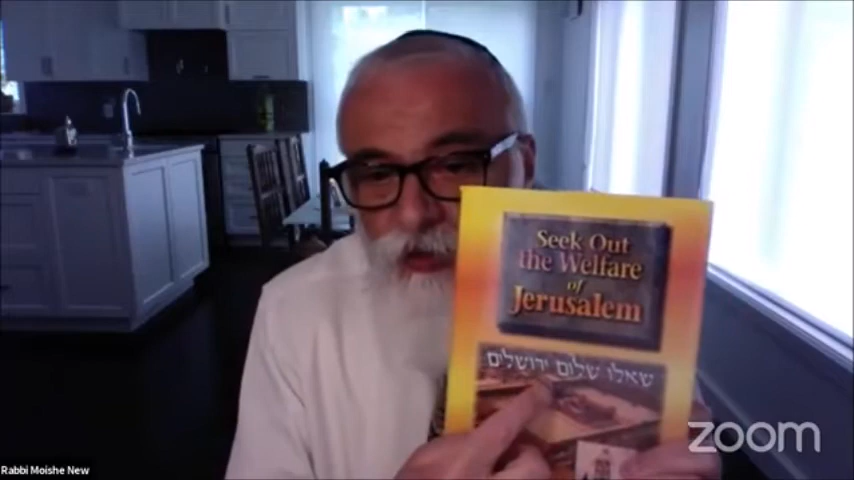 Seek Out
the Welfare
of
Jerusalem
שאלו שלום ירושלים
zoom
Rabbi Moishe New